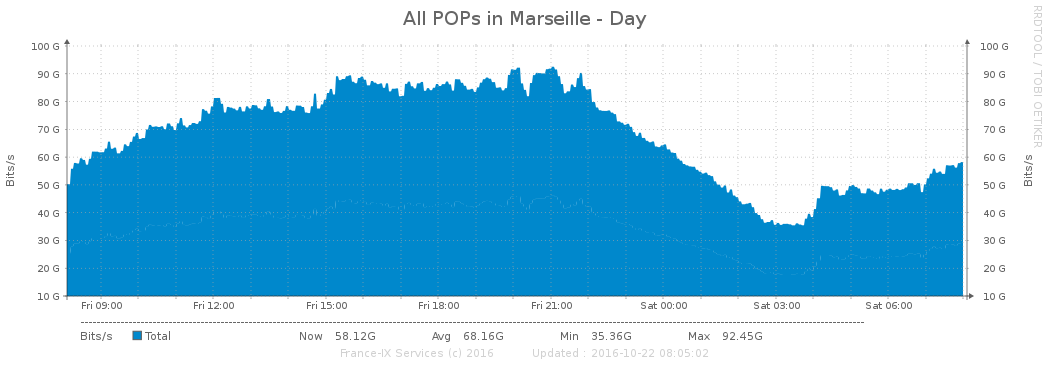 All POPs in Marseille - Day
RRDTOOL / TOBI OETIKER
100 G 100 G
90 G 90 G
80 G 80 G
70 G 70 G
60 G 60 G
50 G 50 G
40 G 40 G
30 G 30 G
20 G 20 G
10 G 10 G
Bits/s
Bits/s
Fri 09:00 Fri 12:00 Fri 15:00 Fri 18:00 Fri 21:00 Sat 00:00 Sat 03:00 Sat 06:00
Bits/s Total Now 58.12G Avg 68.16G Min 35.36G Max 92.45G
France-IX Services (c) 2016 Updated : 2016-10-22 08:05:02